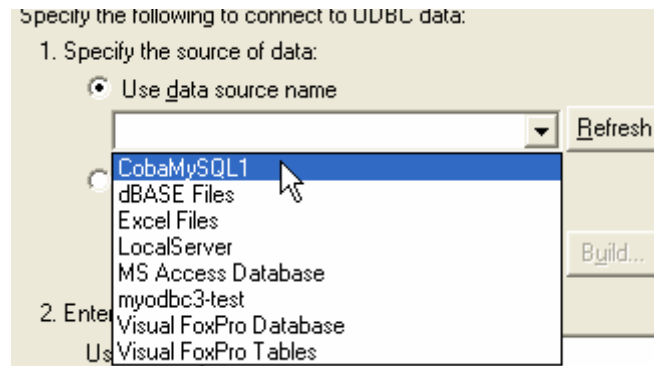 Specify the following to connect to ODBC data:
1. Specify the source of data:
Use data source name
Refresh
CobaMySQL1
dBASE Files
Excel Files
LocalServer
Build...
MS Access Database
myodbc3-test
2. Enter
Visual FoxPro Database
Us
Visual FoxPro Tables